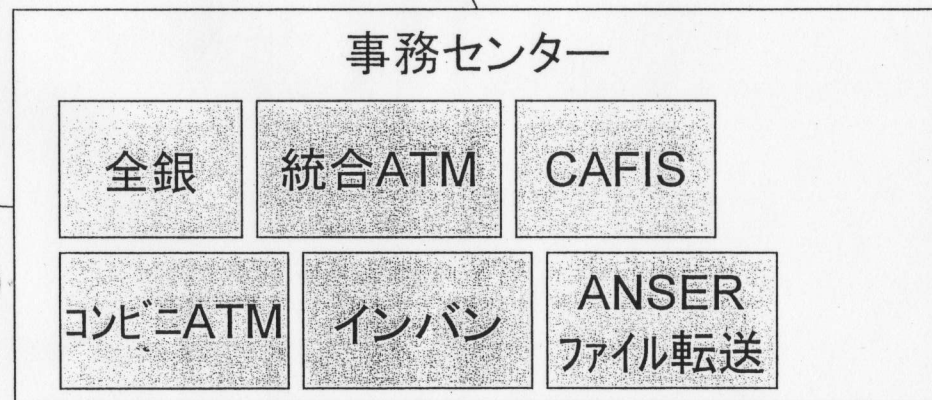 事務センター
全銀
統合ATM
CAFIS
コンビニATM
インバン
ANSER
ファイル転送